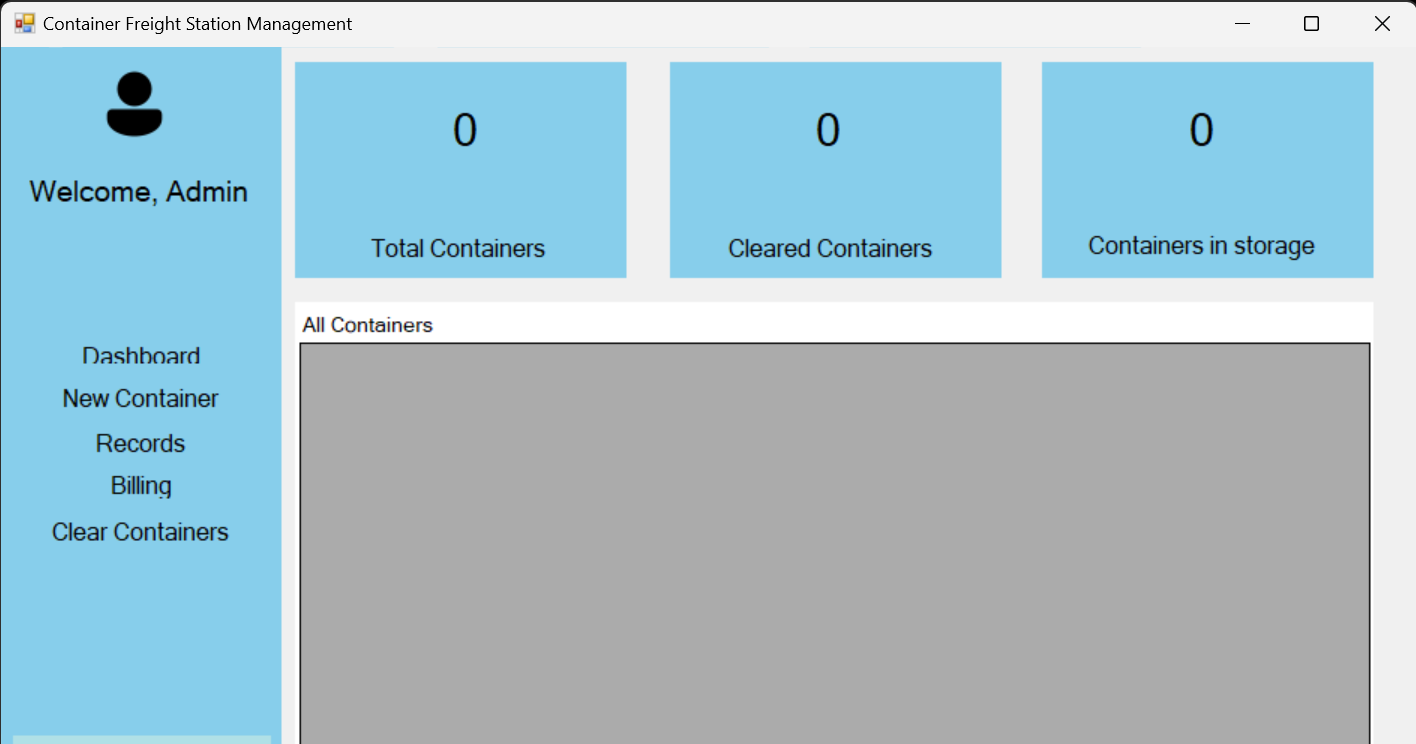 Container Freight Station Management
Welcome, Admin
Dashboard
New Container
Records
Billing
Clear Containers
0
Total Containers
0
Cleared Containers
0
Containers in storage
All Containers